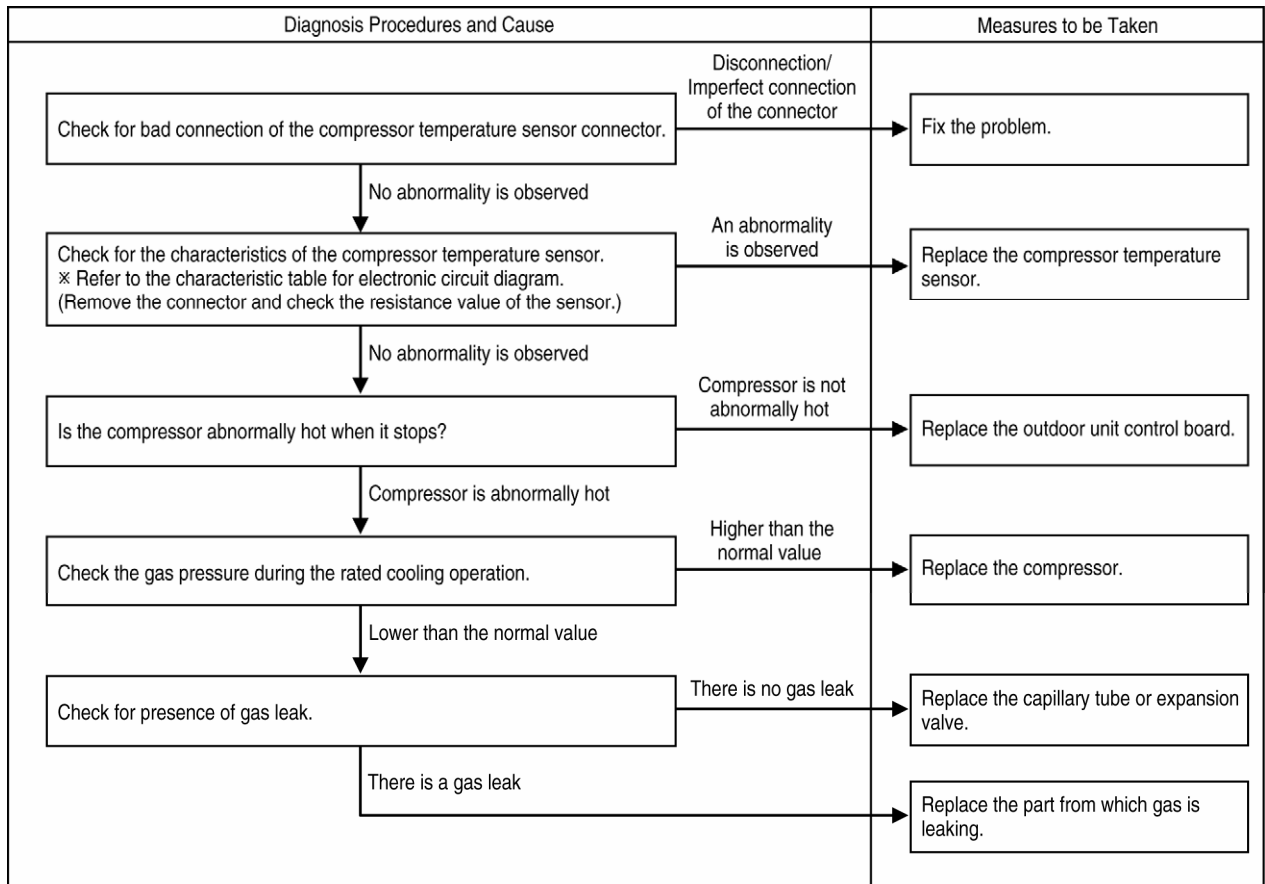 Diagnosis Procedures and Cause
Measures to be Taken
Disconnection/
Imperfect connection
of the connector
Check for bad connection of the compressor temperature sensor connector.
Fix the problem.
No abnormality is observed
An abnormality
is observed
Check for the characteristics of the compressor temperature sensor.
※ Refer to the characteristic table for electronic circuit diagram.
(Remove the connector and check the resistance value of the sensor.)
Replace the compressor temperature
sensor.
No abnormality is observed
Compressor is not
abnormally hot
Is the compressor abnormally hot when it stops?
Replace the outdoor unit control board.
Compressor is abnormally hot
Higher than the
normal value
Check the gas pressure during the rated cooling operation.
Replace the compressor.
Lower than the normal value
There is no gas leak
Check for presence of gas leak.
Replace the capillary tube or expansion
valve.
There is a gas leak
Replace the part from which gas is
leaking.